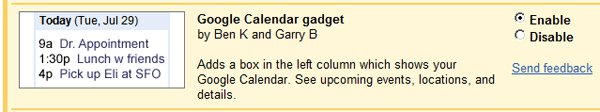 Today (Tue, Jul 29)
9a Dr. Appointment
1:30p Lunch w friends
4p Pick up Eli at SFO
Google Calendar gadget
by Ben K and Garry B
Adds a box in the left column which shows your
Google Calendar. See upcoming events, locations, and
details.
Enable
Disable
Send feedback